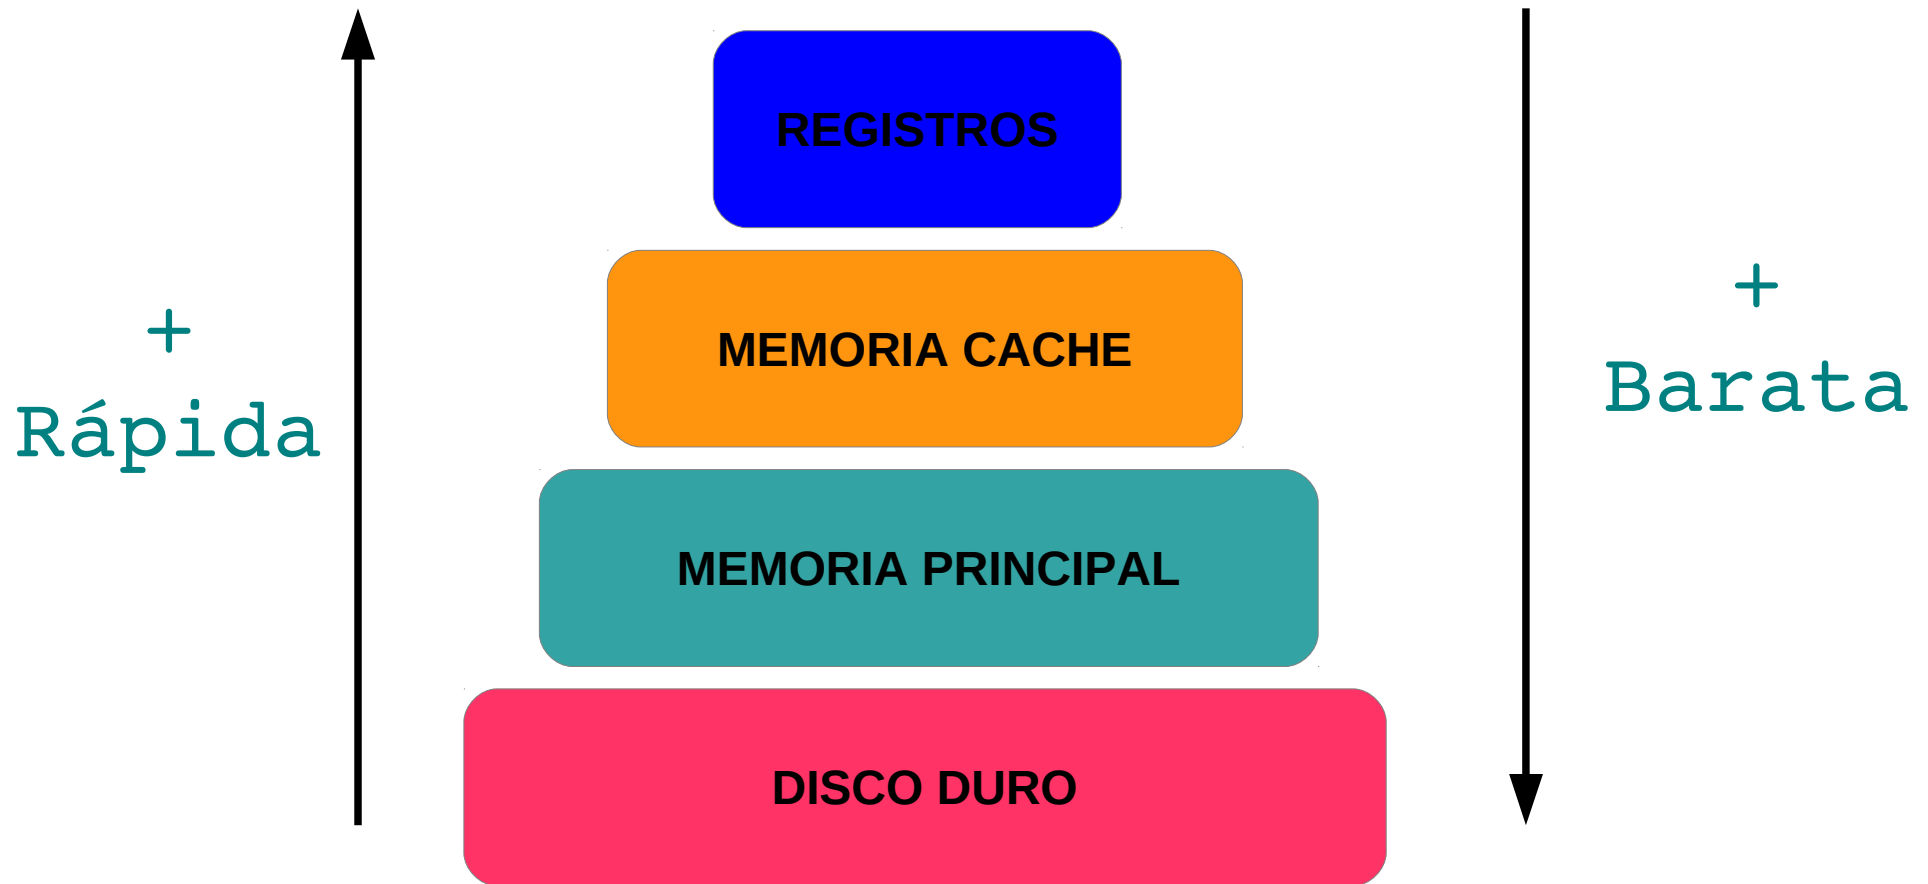 REGISTROS
+
Rápida
MEMORIA CACHE
+
Barata
MEMORIA PRINCIPAL
DISCO DURO